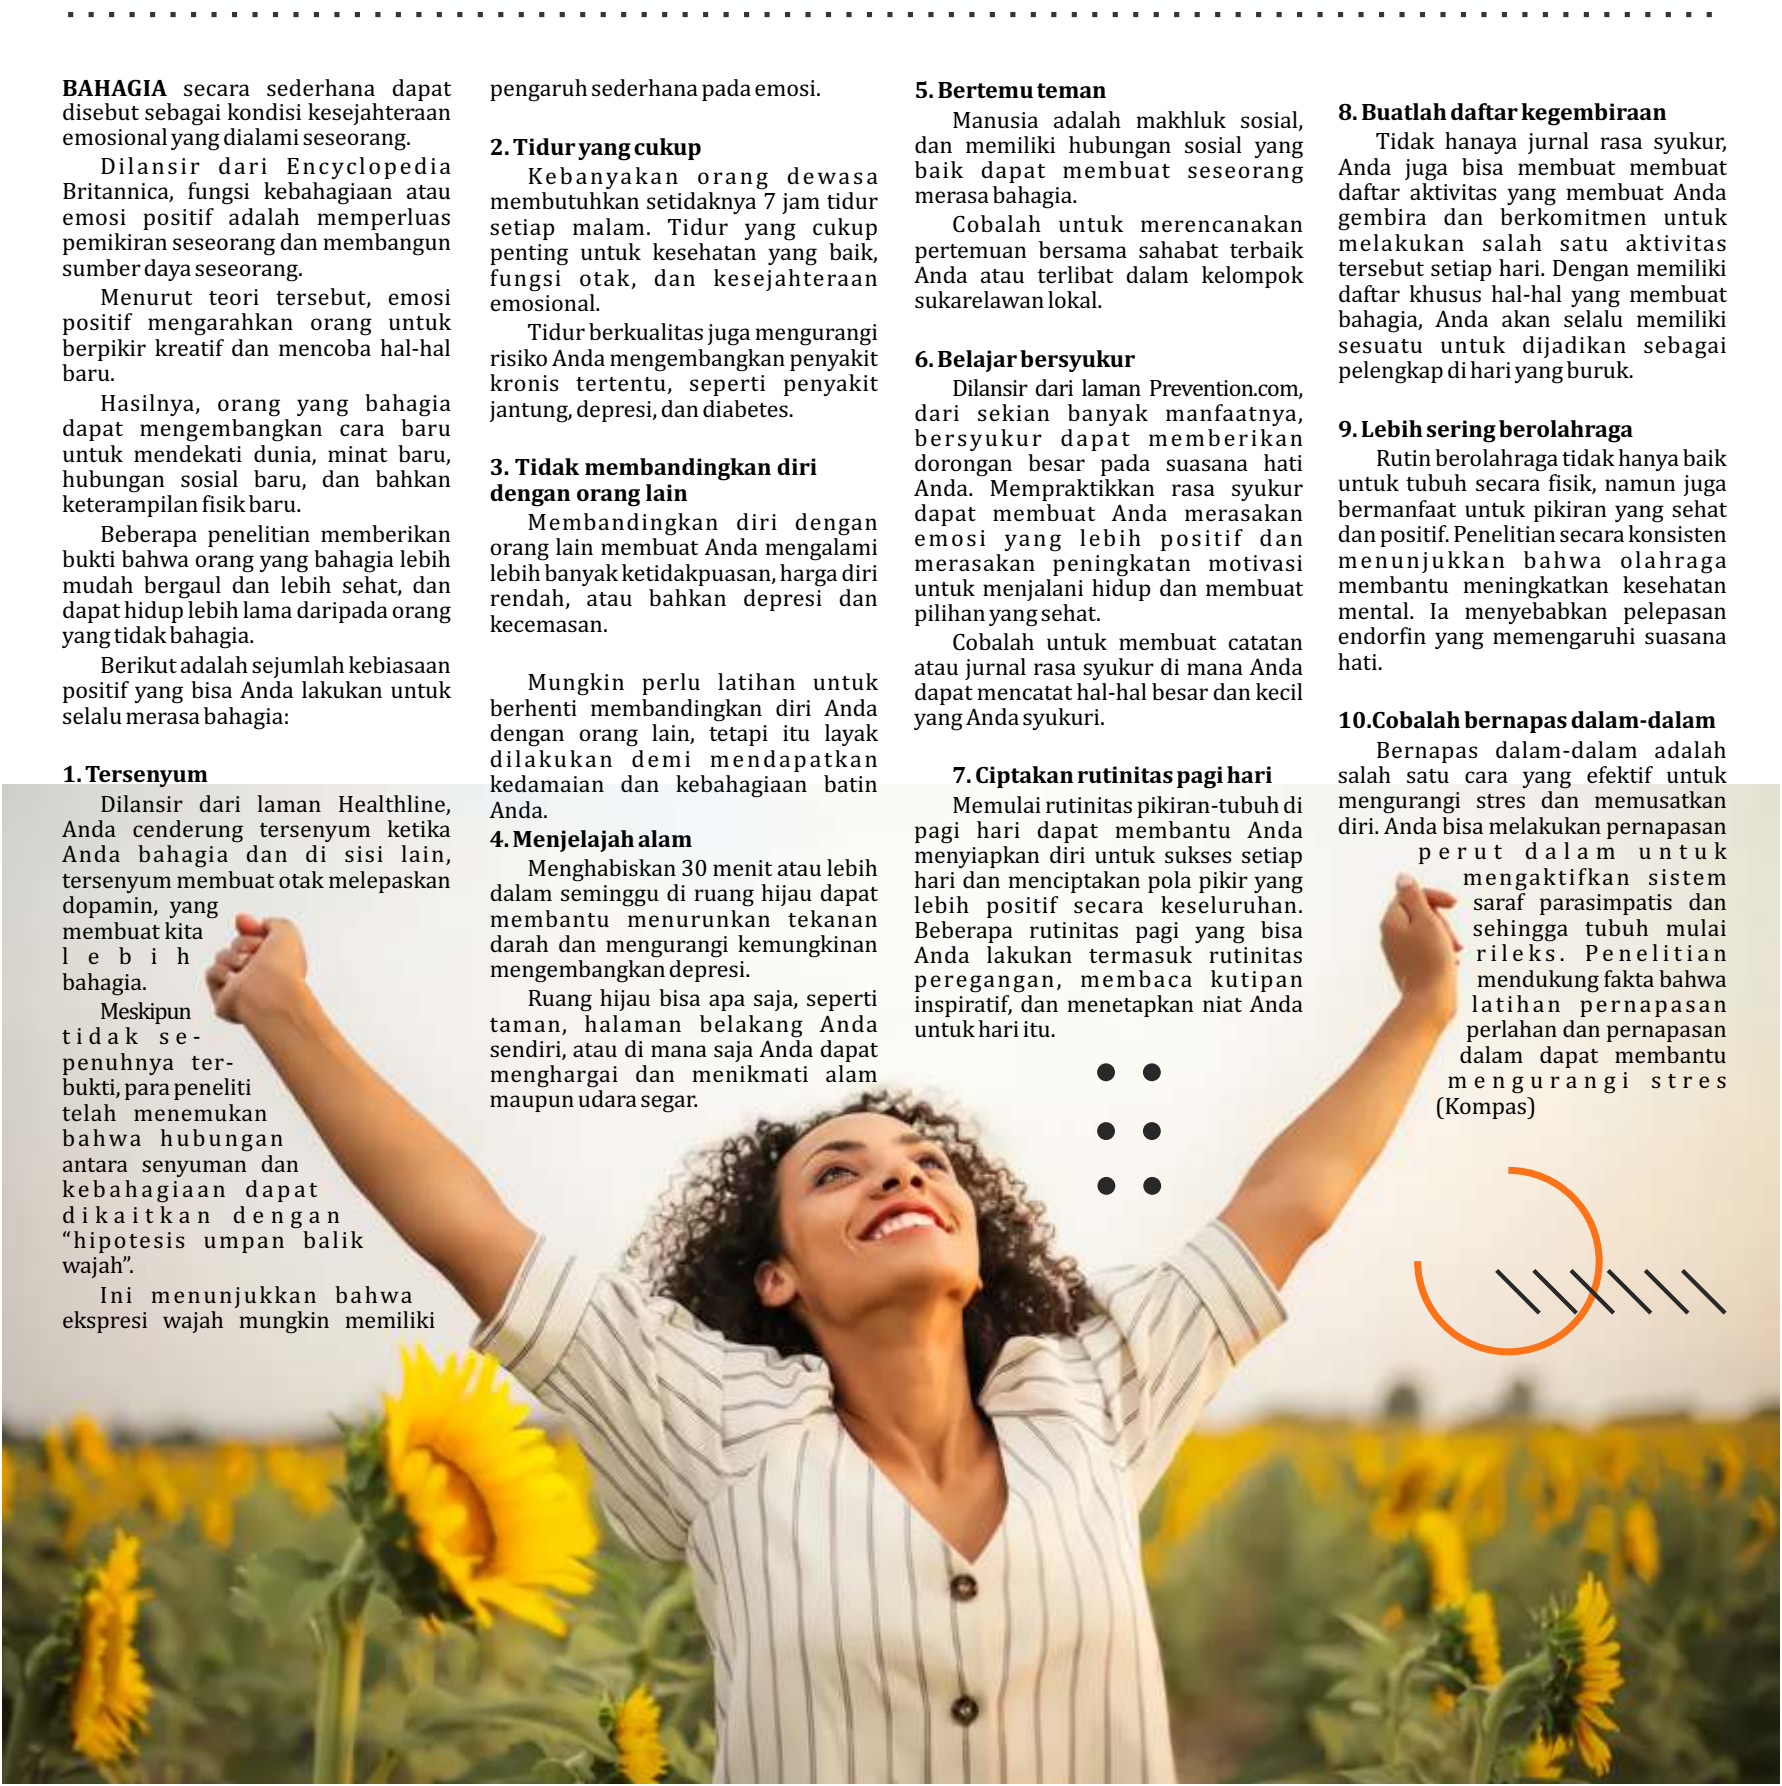 BAHAGIA secara sederhana dapat
disebut sebagai kondisi kesejahteraan
emosional yang dialami seseorang.
Dilansir dari Encyclopedia
Britannica, fungsi kebahagiaan atau
emosi positif adalah memperluas
pemikiran seseorang dan membangun
sumber daya seseorang.
Menurut teori tersebut, emosi
positif mengarahkan orang untuk
berpikir kreatif dan mencoba hal-hal
baru.
Hasilnya, orang yang bahagia
dapat mengembangkan cara baru
untuk mendekati dunia, minat baru,
hubungan sosial baru, dan bahkan
keterampilan fisik baru.
Beberapa penelitian memberikan
bukti bahwa orang yang bahagia lebih
mudah bergaul dan lebih sehat, dan
dapat hidup lebih lama daripada orang
yang tidak bahagia.
Berikut adalah sejumlah kebiasaan
positif yang bisa Anda lakukan untuk
selalu merasa bahagia:
1. Tersenyum
Dilansir dari laman Healthline,
Anda cenderung tersenyum ketika
Anda bahagia dan di sisi lain,
tersenyum membuat otak melepaskan
dopamin, yang
membuat kita
lebih
bahagia.
Meskipun
tidak se-
penuhnya ter-
bukti, para peneliti
telah menemukan
bahwa hubungan
antara senyuman dan
kebahagiaan dapat
dikaitkan dengan
“hipotesis umpan balik
wajah”.
Ini menunjukkan bahwa
ekspresi wajah mungkin memiliki
pengaruh sederhana pada emosi.
2. Tidur yang cukup
Kebanyakan orang dewasa
membutuhkan setidaknya 7 jam tidur
setiap malam. Tidur yang cukup
penting untuk kesehatan yang baik,
fungsi otak, dan kesejahteraan
emosional.
Tidur berkualitas juga mengurangi
risiko Anda mengembangkan penyakit
kronis tertentu, seperti penyakit
jantung, depresi, dan diabetes.
3. Tidak membandingkan diri
dengan orang lain
Membandingkan diri dengan
orang lain membuat Anda mengalami
lebih banyak ketidakpuasan, harga diri
rendah, atau bahkan depresi dan
kecemasan.
Mungkin perlu latihan untuk
berhenti membandingkan diri Anda
dengan orang lain, tetapi itu layak
dilakukan demi mendapatkan
kedamaian dan kebahagiaan batin
Anda.
4. Menjelajah alam
Menghabiskan 30 menit atau lebih
dalam seminggu di ruang hijau dapat
membantu menurunkan tekanan
darah dan mengurangi kemungkinan
mengembangkan depresi.
Ruang hijau bisa apa saja, seperti
taman, halaman belakang Anda
sendiri, atau di mana saja Anda dapat
menghargai dan menikmati alam
maupun udara segar.
5. Bertemu teman
Manusia adalah makhluk sosial,
dan memiliki hubungan sosial yang
baik dapat membuat seseorang
merasa bahagia.
Cobalah untuk merencanakan
pertemuan bersama sahabat terbaik
Anda atau terlibat dalam kelompok
sukarelawan lokal.
6. Belajar bersyukur
Dilansir dari laman Prevention.com,
dari sekian banyak manfaatnya,
bersyukur dapat memberikan
dorongan besar pada suasana hati
Anda. Mempraktikkan rasa syukur
dapat membuat Anda merasakan
emosi yang lebih positif dan
merasakan peningkatan motivasi
untuk menjalani hidup dan membuat
pilihan yang sehat.
Cobalah untuk membuat catatan
atau jurnal rasa syukur di mana Anda
dapat mencatat hal-hal besar dan kecil
yang Anda syukuri.
7. Ciptakan rutinitas pagi hari
Memulai rutinitas pikiran-tubuh di
pagi hari dapat membantu Anda
menyiapkan diri untuk sukses setiap
hari dan menciptakan pola pikir yang
lebih positif secara keseluruhan.
Beberapa rutinitas pagi yang bisa
Anda lakukan termasuk rutinitas
peregangan, membaca kutipan
inspiratif, dan menetapkan niat Anda
untuk hari itu.
8. Buatlah daftar kegembiraan
Tidak hanaya jurnal rasa syukur,
Anda juga bisa membuat membuat
daftar aktivitas yang membuat Anda
gembira dan berkomitmen untuk
melakukan salah satu aktivitas
tersebut setiap hari. Dengan memiliki
daftar khusus hal-hal yang membuat
bahagia, Anda akan selalu memiliki
sesuatu untuk dijadikan sebagai
pelengkap di hari yang buruk.
9. Lebih sering berolahraga
Rutin berolahraga tidak hanya baik
untuk tubuh secara fisik, namun juga
bermanfaat untuk pikiran yang sehat
dan positif. Penelitian secara konsisten
menunjukkan bahwa olahraga
membantu meningkatkan kesehatan
mental. Ia menyebabkan pelepasan
endorfin yang memengaruhi suasana
hati.
10.Cobalah bernapas dalam-dalam
Bernapas dalam-dalam adalah
salah satu cara yang efektif untuk
mengurangi stres dan memusatkan
diri. Anda bisa melakukan pernapasan
perut dalam untuk
mengaktifkan sistem
saraf parasimpatis dan
sehingga tubuh mulai
rileks. Penelitian
mendukung fakta bahwa
latihan pernapasan
perlahan dan pernapasan
dalam dapat membantu
mengurangi stres
(Kompas)